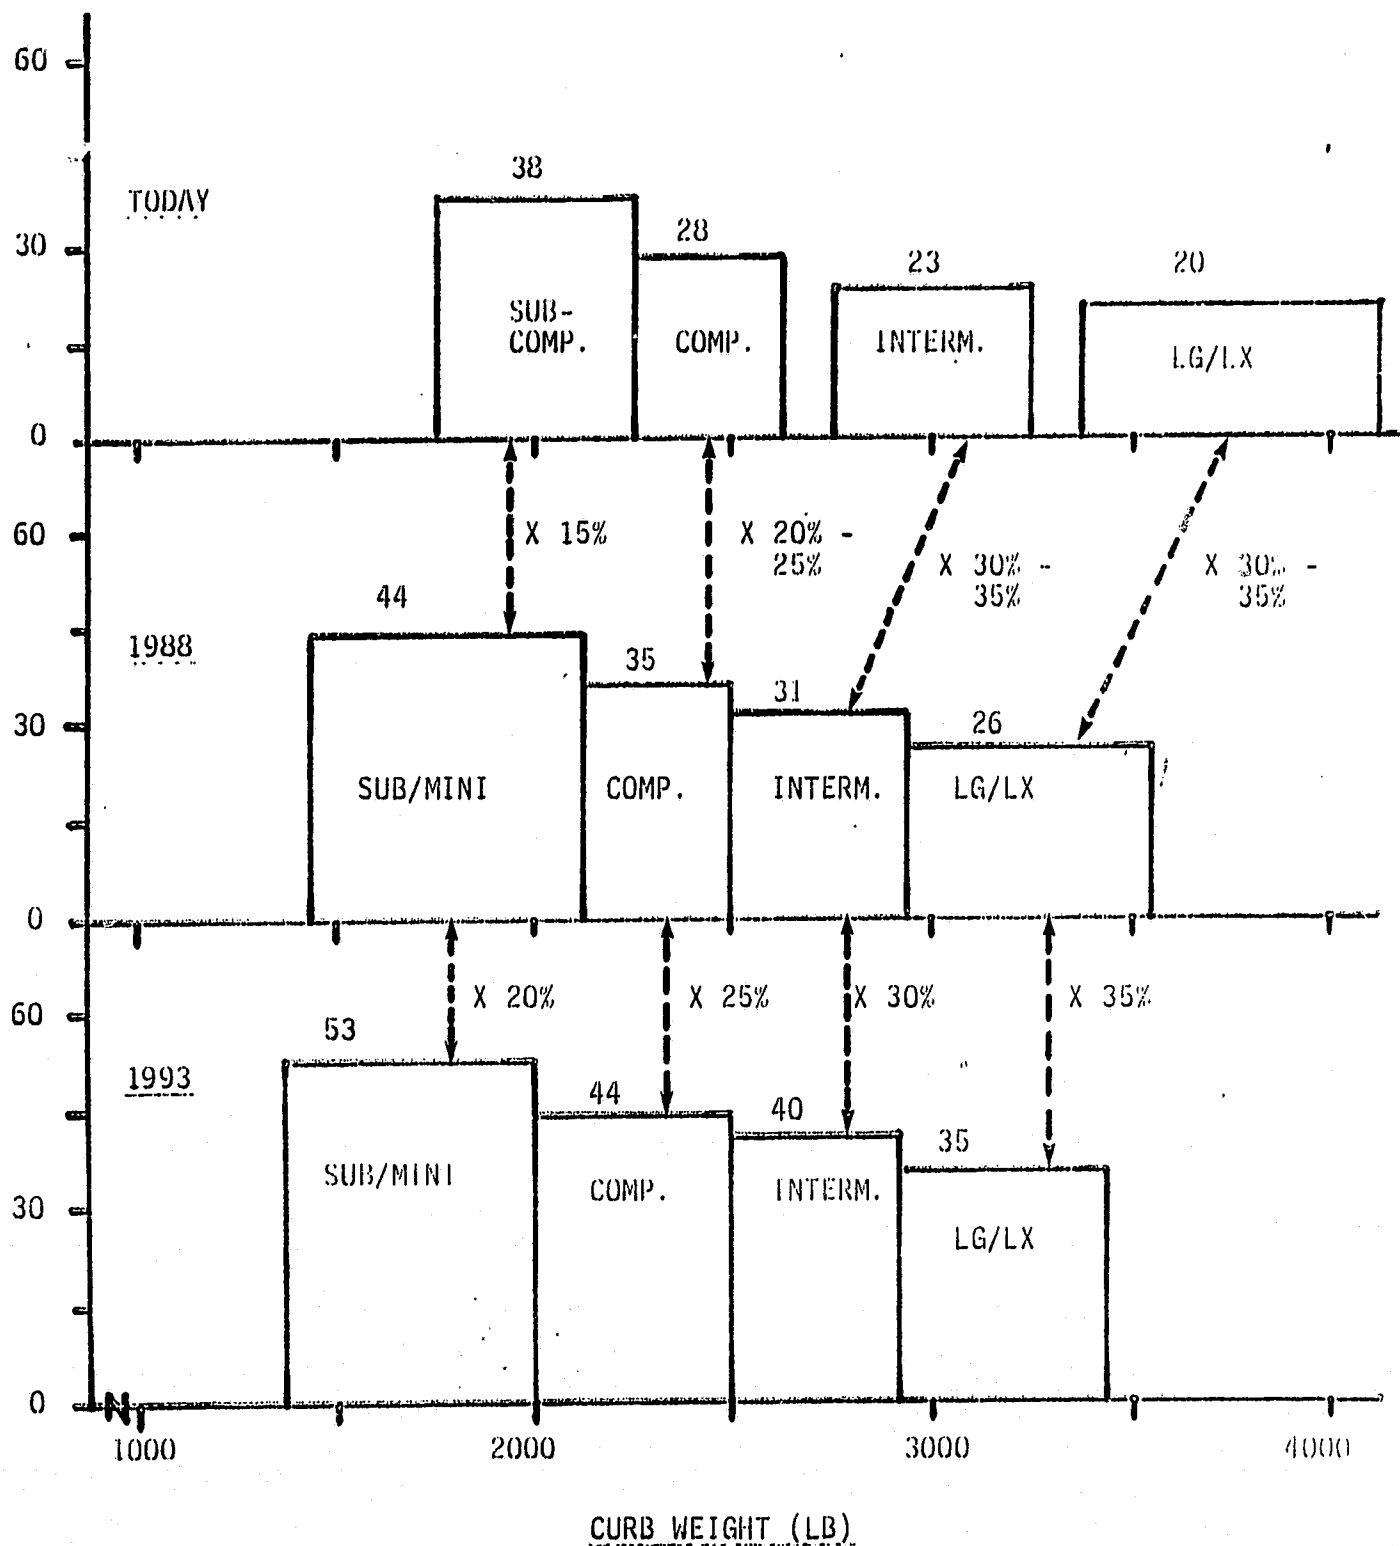 60
38
TODAY
30
28
23
20
SUB-
COMP.
COMP.
INTERM.
LG/LX
0
60
X 15%
X 20% -
25%
X 30% -
35%
X 30% -
35%
44
1988
35
31
30
26
SUB/MINI
COMP.
INTERM.
LG/LX
0
60
X 20%
X 25%
X 30%
X 35%
53
1993
44
40
35
SUB/MINI
COMP.
INTERM.
30
LG/LX
0
1000
2000
3000
4000
CURB WEIGHT (LB)